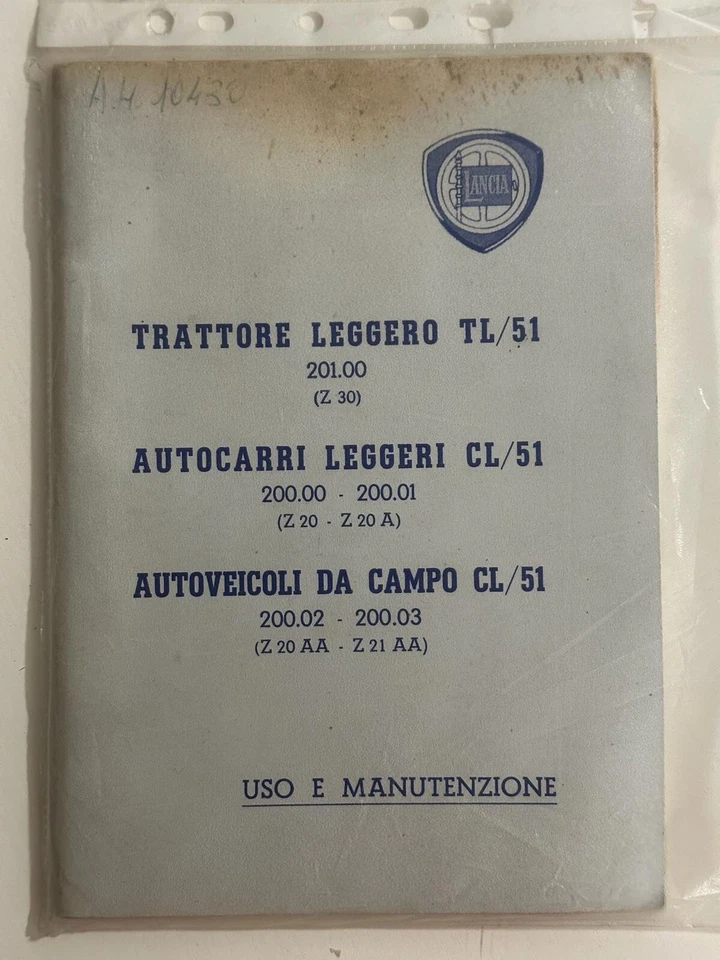 A.H. 10430
LANCIA
TRATTORE LEGGERO TL/51
201.00
(Z 30)
AUTOCARRI LEGGERI CL/51
200.00 - 200.01
(Z 20 - Z 20 A)
AUTOVEICOLI DA CAMPO CL/51
200.02 - 200.03
(Z 20 AA - Z 21 AA)
USO E MANUTENZIONE